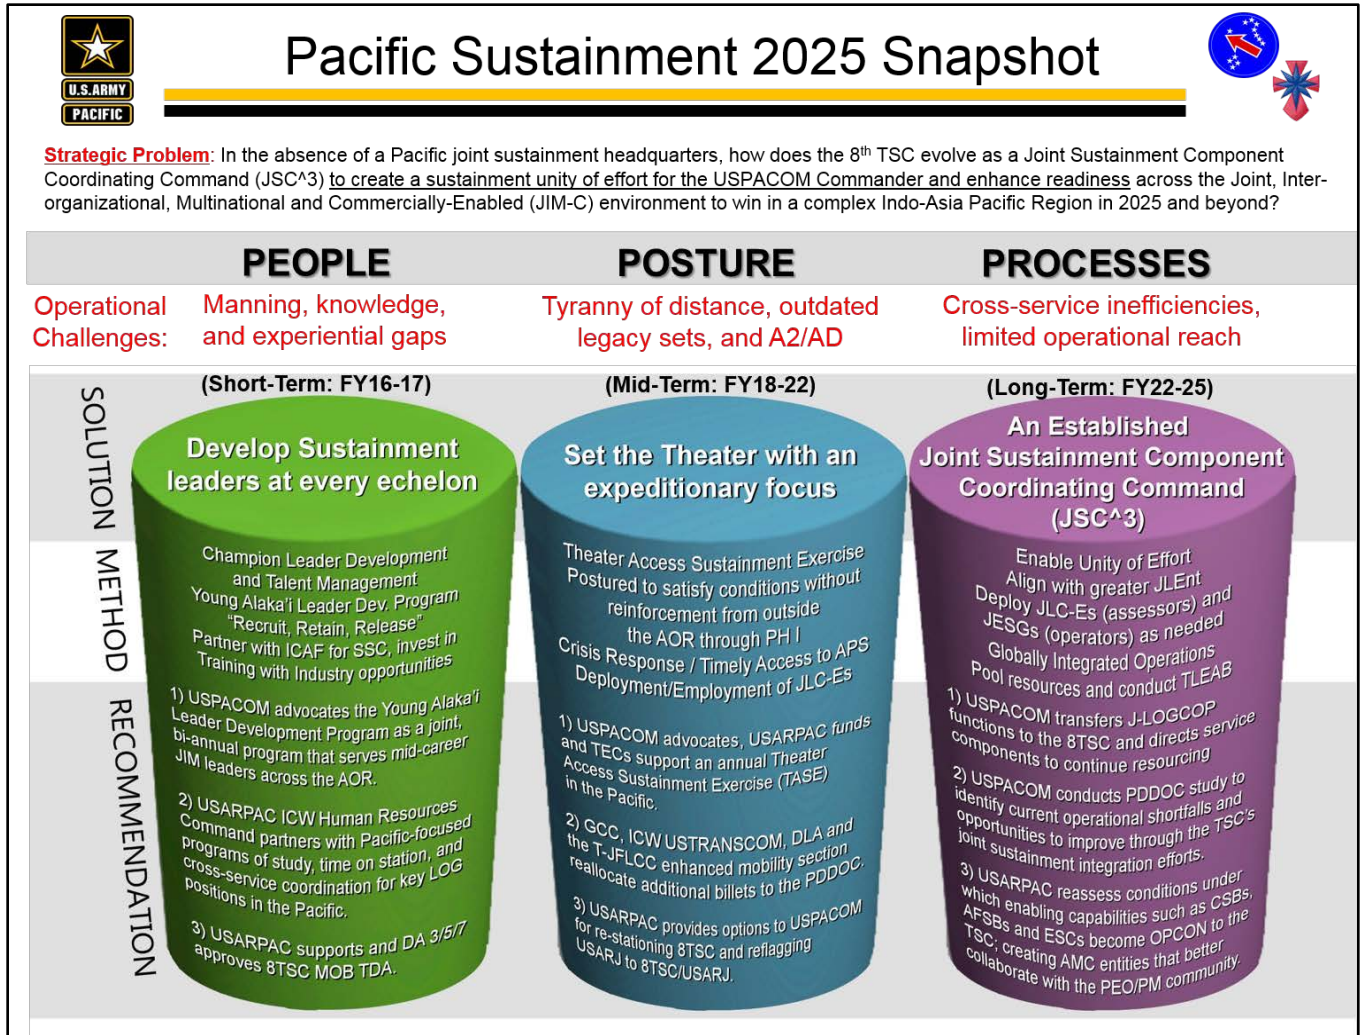 U.S.ARMY
PACIFIC
Pacific Sustainment 2025 Snapshot
Strategic Problem: In the absence of a Pacific joint sustainment headquarters, how does the 8th TSC evolve as a Joint Sustainment Component
Coordinating Command (JSC^3) to create a sustainment unity of effort for the USPACOM Commander and enhance readiness across the Joint, Inter-
organizational, Multinational and Commercially-Enabled (JIM-C) environment to win in a complex Indo-Asia Pacific Region in 2025 and beyond?
PEOPLE
POSTURE
PROCESSES
Operational
Challenges:
Manning, knowledge,
and experiential gaps
Tyranny of distance, outdated
legacy sets, and A2/AD
Cross-service inefficiencies,
limited operational reach
SOLUTION
METHOD
RECOMMENDATION
(Short-Term: FY16-17)
Develop Sustainment
leaders at every echelon
Champion Leader Development
and Talent Management
Young Alaka'i Leader Dev. Program
"Recruit, Retain, Release"
Partner with ICAF for SSC, invest in
Training with Industry opportunities
1) USPACOM advocates the Young Alaka'i
Leader Development Program as a joint,
bi-annual program that serves mid-career
JIM leaders across the AOR.
2) USARPAC ICW Human Resources
Command partners with Pacific-focused
programs of study, time on station, and
cross-service coordination for key LOG
positions in the Pacific.
3) USARPAC supports and DA 3/5/7
approves 8TSC MOB TDA.
(Mid-Term: FY18-22)
Set the Theater with an
expeditionary focus
Theater Access Sustainment Exercise
Postured to satisfy conditions without
reinforcement from outside
the AOR through PH I
Crisis Response / Timely Access to APS
Deployment/Employment of JLC-Es
1) USPACOM advocates, USARPAC funds
and TECs support an annual Theater
Access Sustainment Exercise (TASE)
in the Pacific.
2) GCC, ICW USTRANSCOM, DLA and
the T-JFLCC enhanced mobility section
reallocate additional billets to the PDDOC.
3) USARPAC provides options to USPACOM
for re-stationing 8TSC and reflagging
USARJ to 8TSC/USARJ.
(Long-Term: FY22-25)
An Established
Joint Sustainment Component
Coordinating Command
(JSC^3)
Enable Unity of Effort
Align with greater JLEnt
Deploy JLC-Es (assessors) and
JESGs (operators) as needed
Globally Integrated Operations
Pool resources and conduct TLEAB
1) USPACOM transfers J-LOGCOP
functions to the 8TSC and directs service
components to continue resourcing
2) USPACOM conducts PDDOC study to
identify current operational shortfalls and
opportunities to improve through the TSC's
joint sustainment integration efforts.
3) USARPAC reassess conditions under
which enabling capabilities such as CSBs,
AFSBs and ESCs become OPCON to the
TSC; creating AMC entities that better
collaborate with the PEO/PM community.